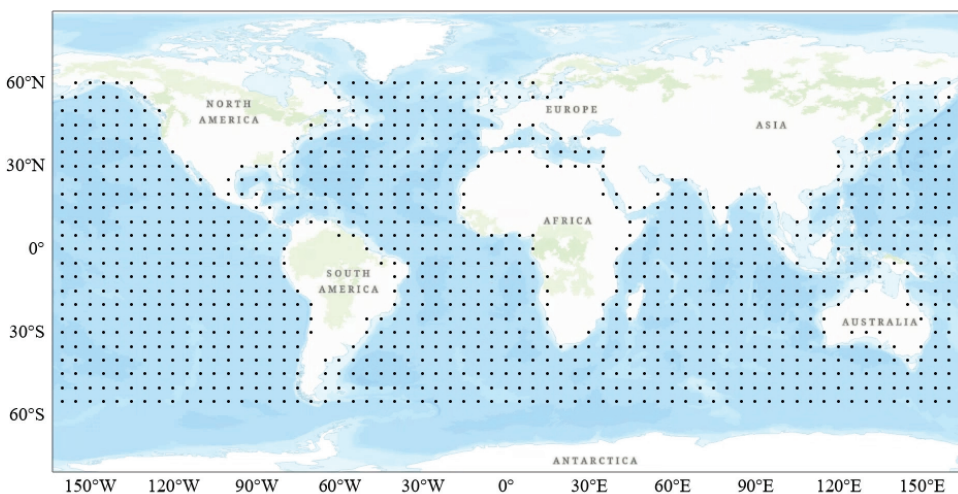 60°N
NORTH
AMERICA
EUROPE
ASIA
30°N
AFRICA
0°
SOUTH
AMERICA
30°S
AUSTRALIA
60°S
ANTARCTICA
150°W 120°W 90°W 60°W 30°W 0° 30°E 60°E 90°E 120°E 150°E